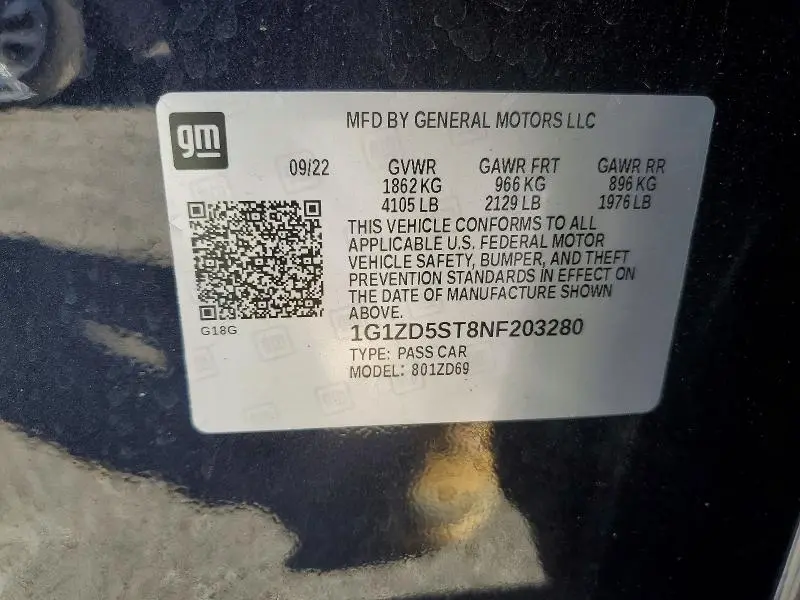 gm
MFD BY GENERAL MOTORS LLC
09/22 GVWR GAWR FRT GAWR RR
1862 KG 966 KG 896 KG
4105 LB 2129 LB 1976 LB
THIS VEHICLE CONFORMS TO ALL
APPLICABLE U.S. FEDERAL MOTOR
VEHICLE SAFETY, BUMPER, AND THEFT
PREVENTION STANDARDS IN EFFECT ON
THE DATE OF MANUFACTURE SHOWN
ABOVE.
G18G
1G1ZD5ST8NF203280
TYPE: PASS CAR
MODEL: 801ZD69